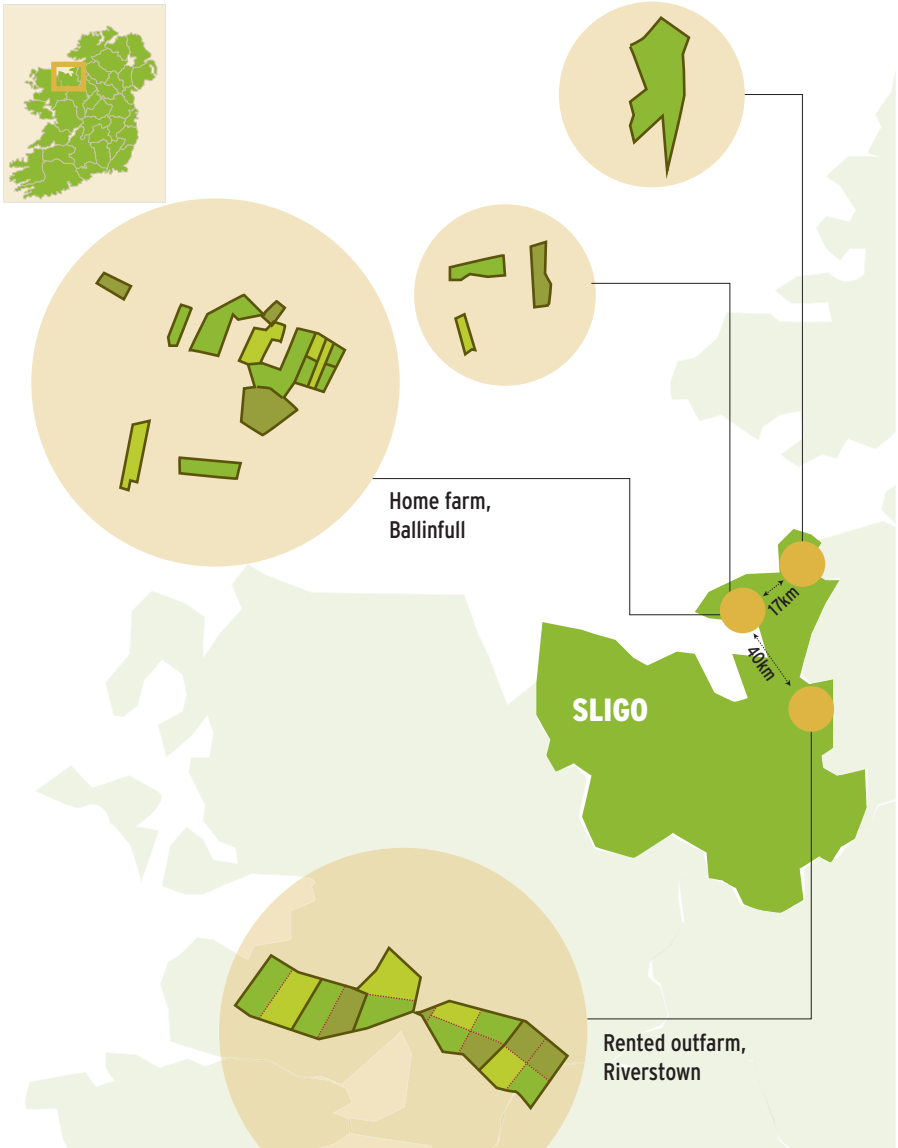 Home farm,
Ballinfull
17km
40km
SLIGO
Rented outfarm,
Riverstown